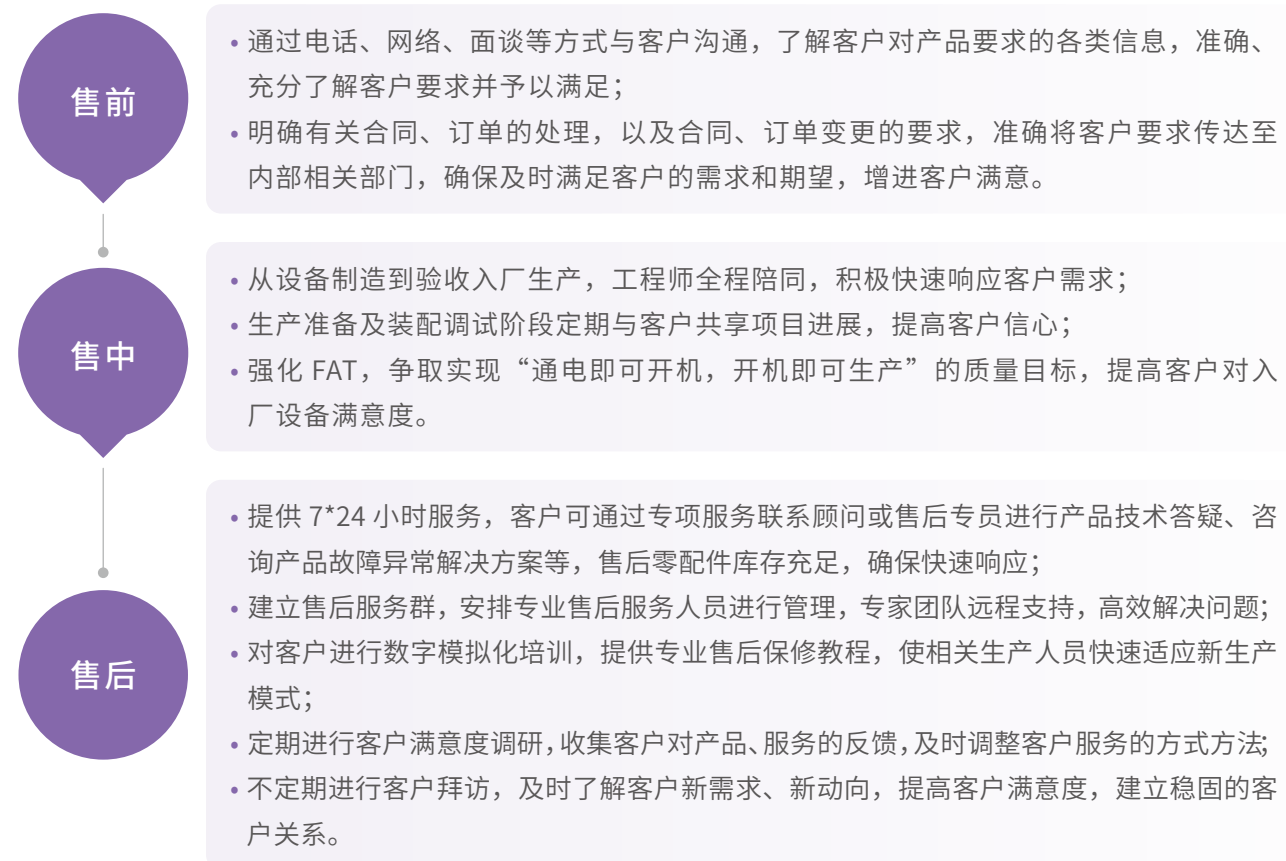 售前
•通过电话、网络、面谈等方式与客户沟通，了解客户对产品要求的各类信息，准确、
充分了解客户要求并予以满足；
•明确有关合同、订单的处理，以及合同、订单变更的要求，准确将客户要求传达至
内部相关部门，确保及时满足客户的需求和期望，增进客户满意。
售中
•从设备制造到验收入厂生产，工程师全程陪同，积极快速响应客户需求；
•生产准备及装配调试阶段定期与客户共享项目进展，提高客户信心；
•强化 FAT，争取实现“通电即可开机，开机即可生产”的质量目标，提高客户对入
厂设备满意度。
售后
•提供 7*24 小时服务，客户可通过专项服务联系顾问或售后专员进行产品技术答疑、咨
询产品故障异常解决方案等，售后零配件库存充足，确保快速响应；
•建立售后服务群，安排专业售后服务人员进行管理，专家团队远程支持，高效解决问题；
•对客户进行数字模拟化培训，提供专业售后保修教程，使相关生产人员快速适应新生产
模式；
•定期进行客户满意度调研，收集客户对产品、服务的反馈，及时调整客户服务的方式方法；
•不定期进行客户拜访，及时了解客户新需求、新动向，提高客户满意度，建立稳固的客
户关系。